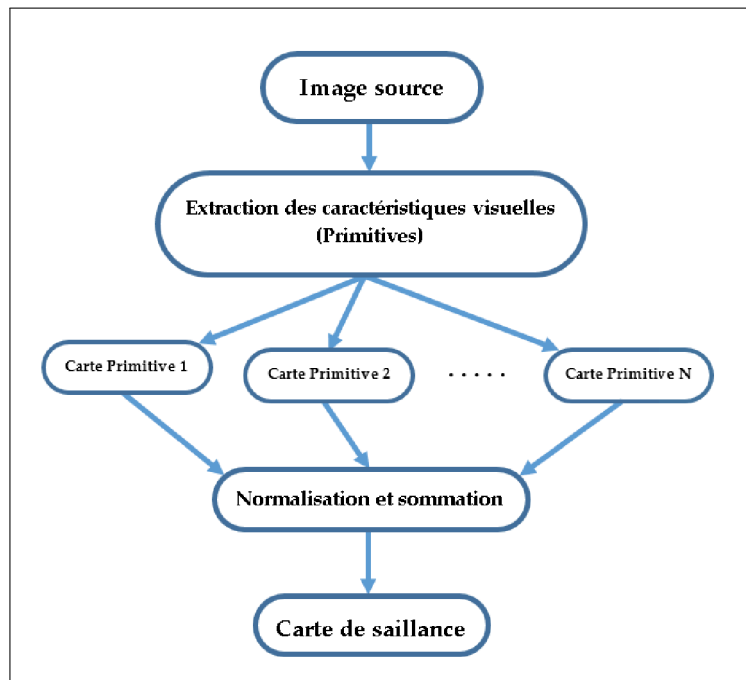 Image source
Extraction des caractéristiques visuelles
(Primitives)
Carte Primitive 1
Carte Primitive 2
. . . . .
Carte Primitive N
Normalisation et sommation
Carte de saillance